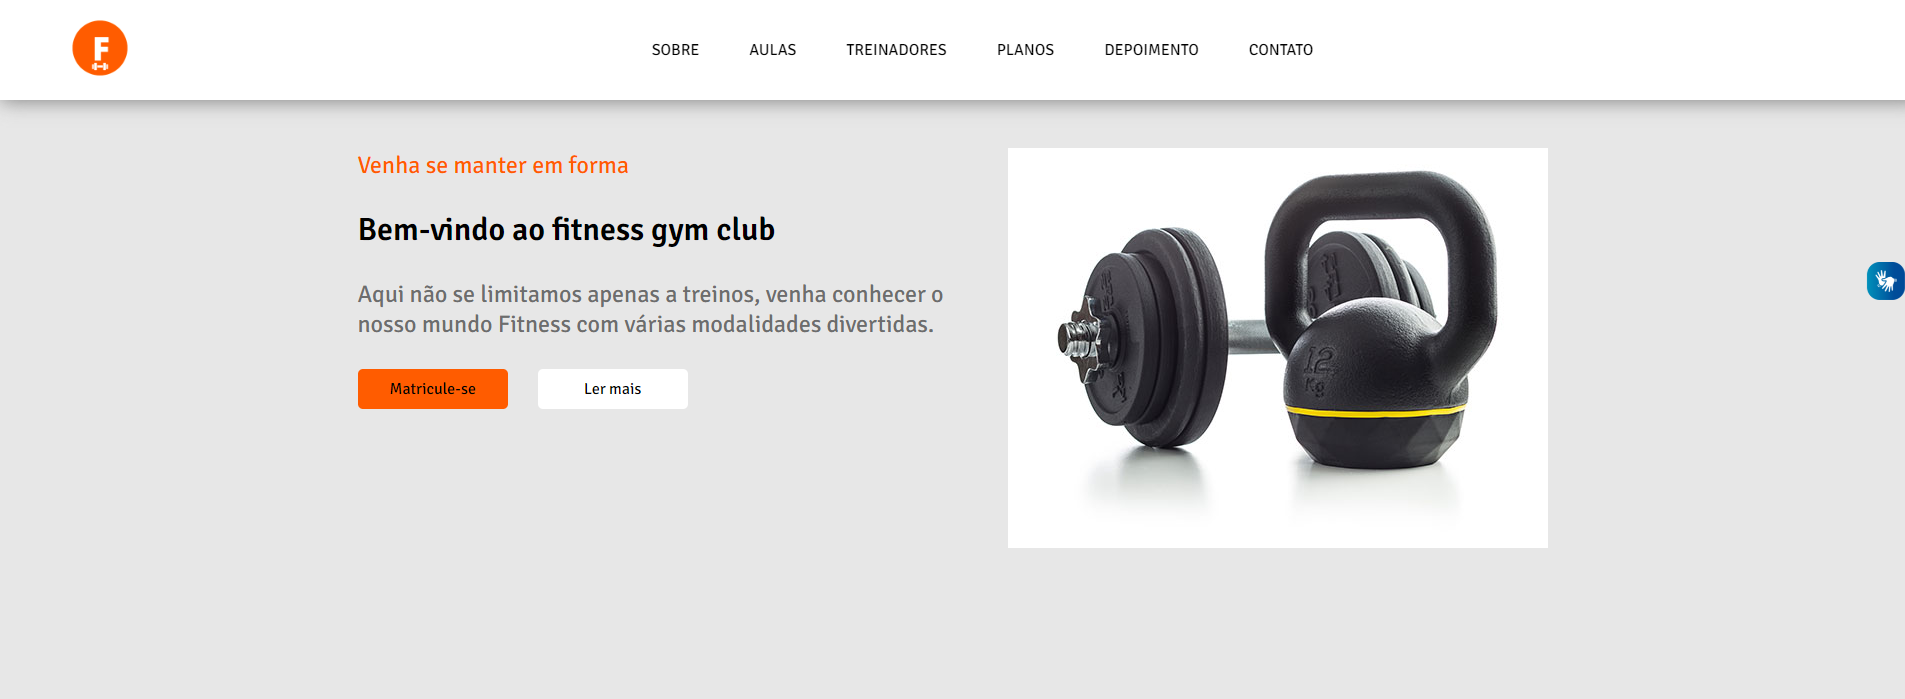 F
SOBRE AULAS TREINADORES PLANOS DEPOIMENTO CONTATO
Venha se manter em forma
Bem-vindo ao fitness gym club
Aqui não se limitamos apenas a treinos, venha conhecer o
nosso mundo Fitness com várias modalidades divertidas.
Matricule-se Ler mais
12
Kg